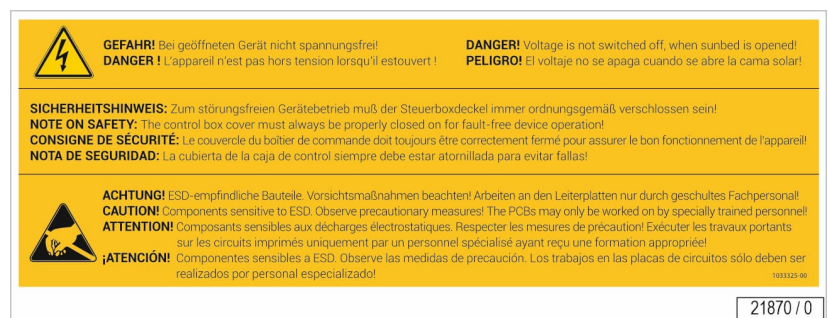 GEFAHR! Bei geöffneten Gerät nicht spannungsfrei!
DANGER ! L'appareil n'est pas hors tension lorsqu'il estouvert !
DANGER! Voltage is not switched off, when sunbed is opened!
PELIGRO! El voltaje no se apaga cuando se abre la cama solar!
SICHERHEITSHINWEIS: Zum störungsfreien Gerätebetrieb muß der Steuerboxdeckel immer ordnungsgemäß verschlossen sein!
NOTE ON SAFETY: The control box cover must always be properly closed on for fault-free device operation!
CONSIGNE DE SÉCURITÉ: Le couvercle du boîtier de commande doit toujours être correctement fermé pour assurer le bon fonctionnement de l'appareil!
NOTA DE SEGURIDAD: La cubierta de la caja de control siempre debe estar atornillada para evitar fallas!
ACHTUNG! ESD-empfindliche Bauteile. Vorsichtsmaßnahmen beachten! Arbeiten an den Leiterplatten nur durch geschultes Fachpersonal!
CAUTION! Components sensitive to ESD. Observe precautionary measures! The PCBs may only be worked on by specially trained personnel!
ATTENTION! Composants sensibles aux décharges électrostatiques. Respecter les mesures de précaution! Exécuter les travaux portants
sur les circuits imprimés uniquement par un personnel spécialisé ayant reçu une formation appropriée!
¡ATENCIÓN! Componentes sensibles a ESD. Observe las medidas de precaución. Los trabajos en las placas de circuitos sólo deben ser
realizados por personal especializado!
1033325-00
21870 / 0